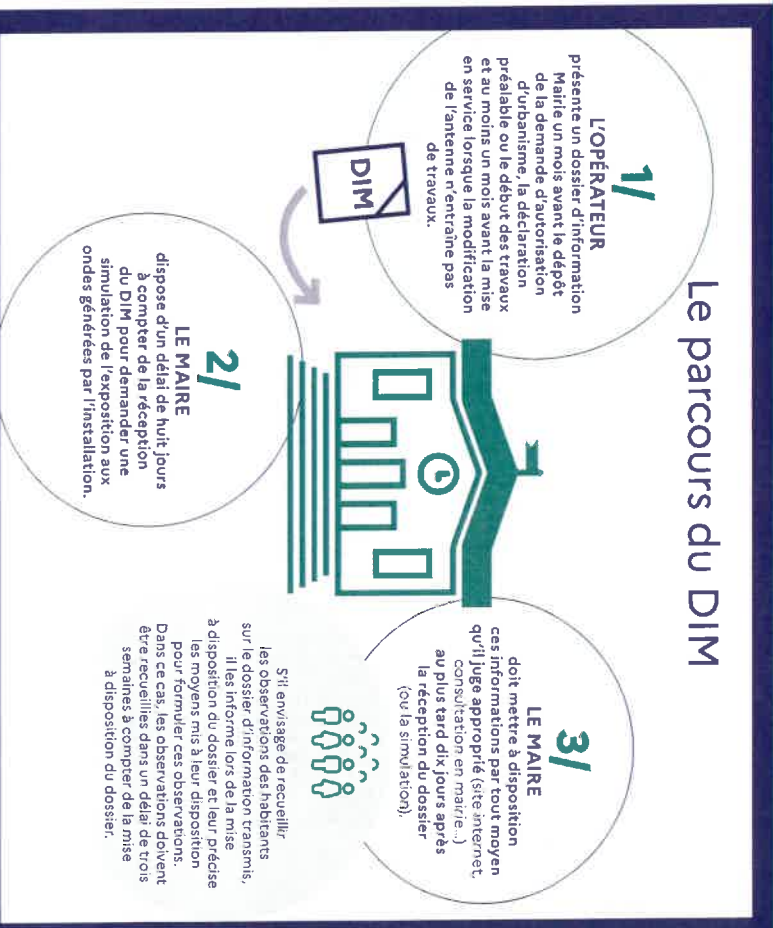 Le parcours du DIM
1/
L'OPÉRATEUR
présente un dossier d'information
Mairie un mois avant le dépôt
de la demande d'autorisation
d'urbanisme, la déclaration
préalable ou le début des travaux
et au moins un mois avant la mise
en service lorsque la modification
de l'antenne n'entraîne pas
de travaux.
DIM
2/
LE MAIRE
dispose d'un délai de huit jours
à compter de la réception
du DIM pour demander une
simulation de l'exposition aux
ondes générées par l'installation.
3/
LE MAIRE
doit mettre à disposition
ces informations par tout moyen
qu'il juge approprié (site internet,
consultation en mairie...)
au plus tard dix jours après
la réception du dossier
(ou la simulation).
S'il envisage de recueillir
les observations des habitants
sur le dossier d'information transmis,
il les informe lors de la mise
à disposition du dossier et leur précise
les moyens mis à leur disposition
pour formuler ces observations.
Dans ce cas, les observations doivent
être recueillies dans un délai de trois
semaines à compter de la mise
à disposition du dossier.